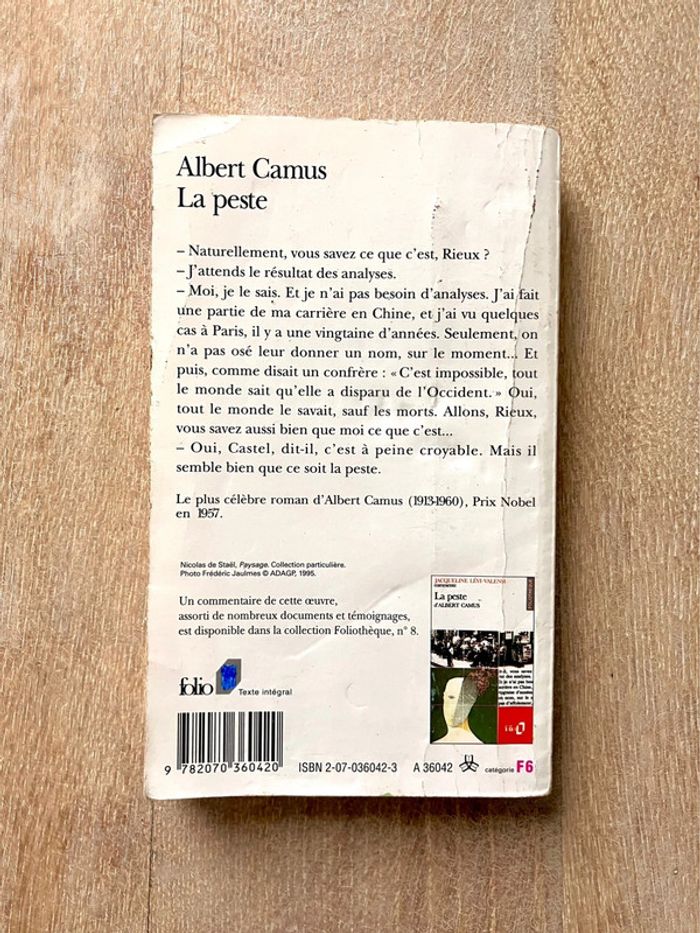 Albert Camus
La peste
– Naturellement, vous savez ce que c'est, Rieux ?
– J'attends le résultat des analyses.
– Moi, je le sais. Et je n'ai pas besoin d'analyses. J'ai fait
une partie de ma carrière en Chine, et j'ai vu quelques
cas à Paris, il y a une vingtaine d'années. Seulement, on
n'a pas osé leur donner un nom, sur le moment... Et
puis, comme disait un confrère : « C'est impossible, tout
le monde sait qu'elle a disparu de l'Occident. » Oui,
tout le monde le savait, sauf les morts. Allons, Rieux,
vous savez aussi bien que moi ce que c'est...
– Oui, Castel, dit-il, c'est à peine croyable. Mais il
semble bien que ce soit la peste.
Le plus célèbre roman d'Albert Camus (1913-1960), Prix Nobel
en 1957.
Nicolas de Staël, Paysage. Collection particulière.
Photo Frédéric Jaulmes © ADAGP, 1995.
Un commentaire de cette œuvre,
assorti de nombreux documents et témoignages,
est disponible dans la collection Foliothèque, n° 8.
JACQUELINE LÉVI-VALENSI
commente
La peste
d'ALBERT CAMUS
FOLIOTHÈQUE
folio
Texte intégral
9 782070 360420
ISBN 2-07-036042-3
A 36042
catégorie F6